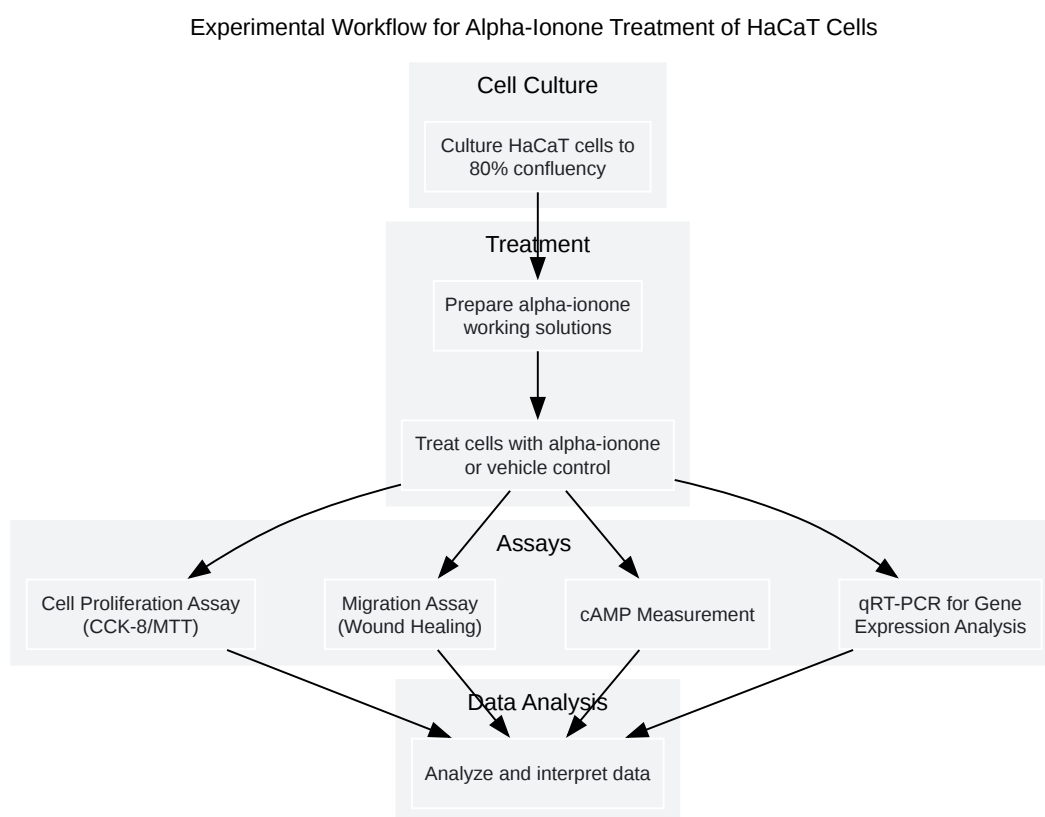 Experimental Workflow for Alpha-Ionone Treatment of HaCaT Cells
Cell Culture
Culture HaCaT cells to
80% confluency
Treatment
Prepare alpha-ionone
working solutions
Treat cells with alpha-ionone
or vehicle control
Assays
Cell Proliferation Assay
(CCK-8/MTT)
Migration Assay
(Wound Healing)
cAMP Measurement
qRT-PCR for Gene
Expression Analysis
Data Analysis
Analyze and interpret data